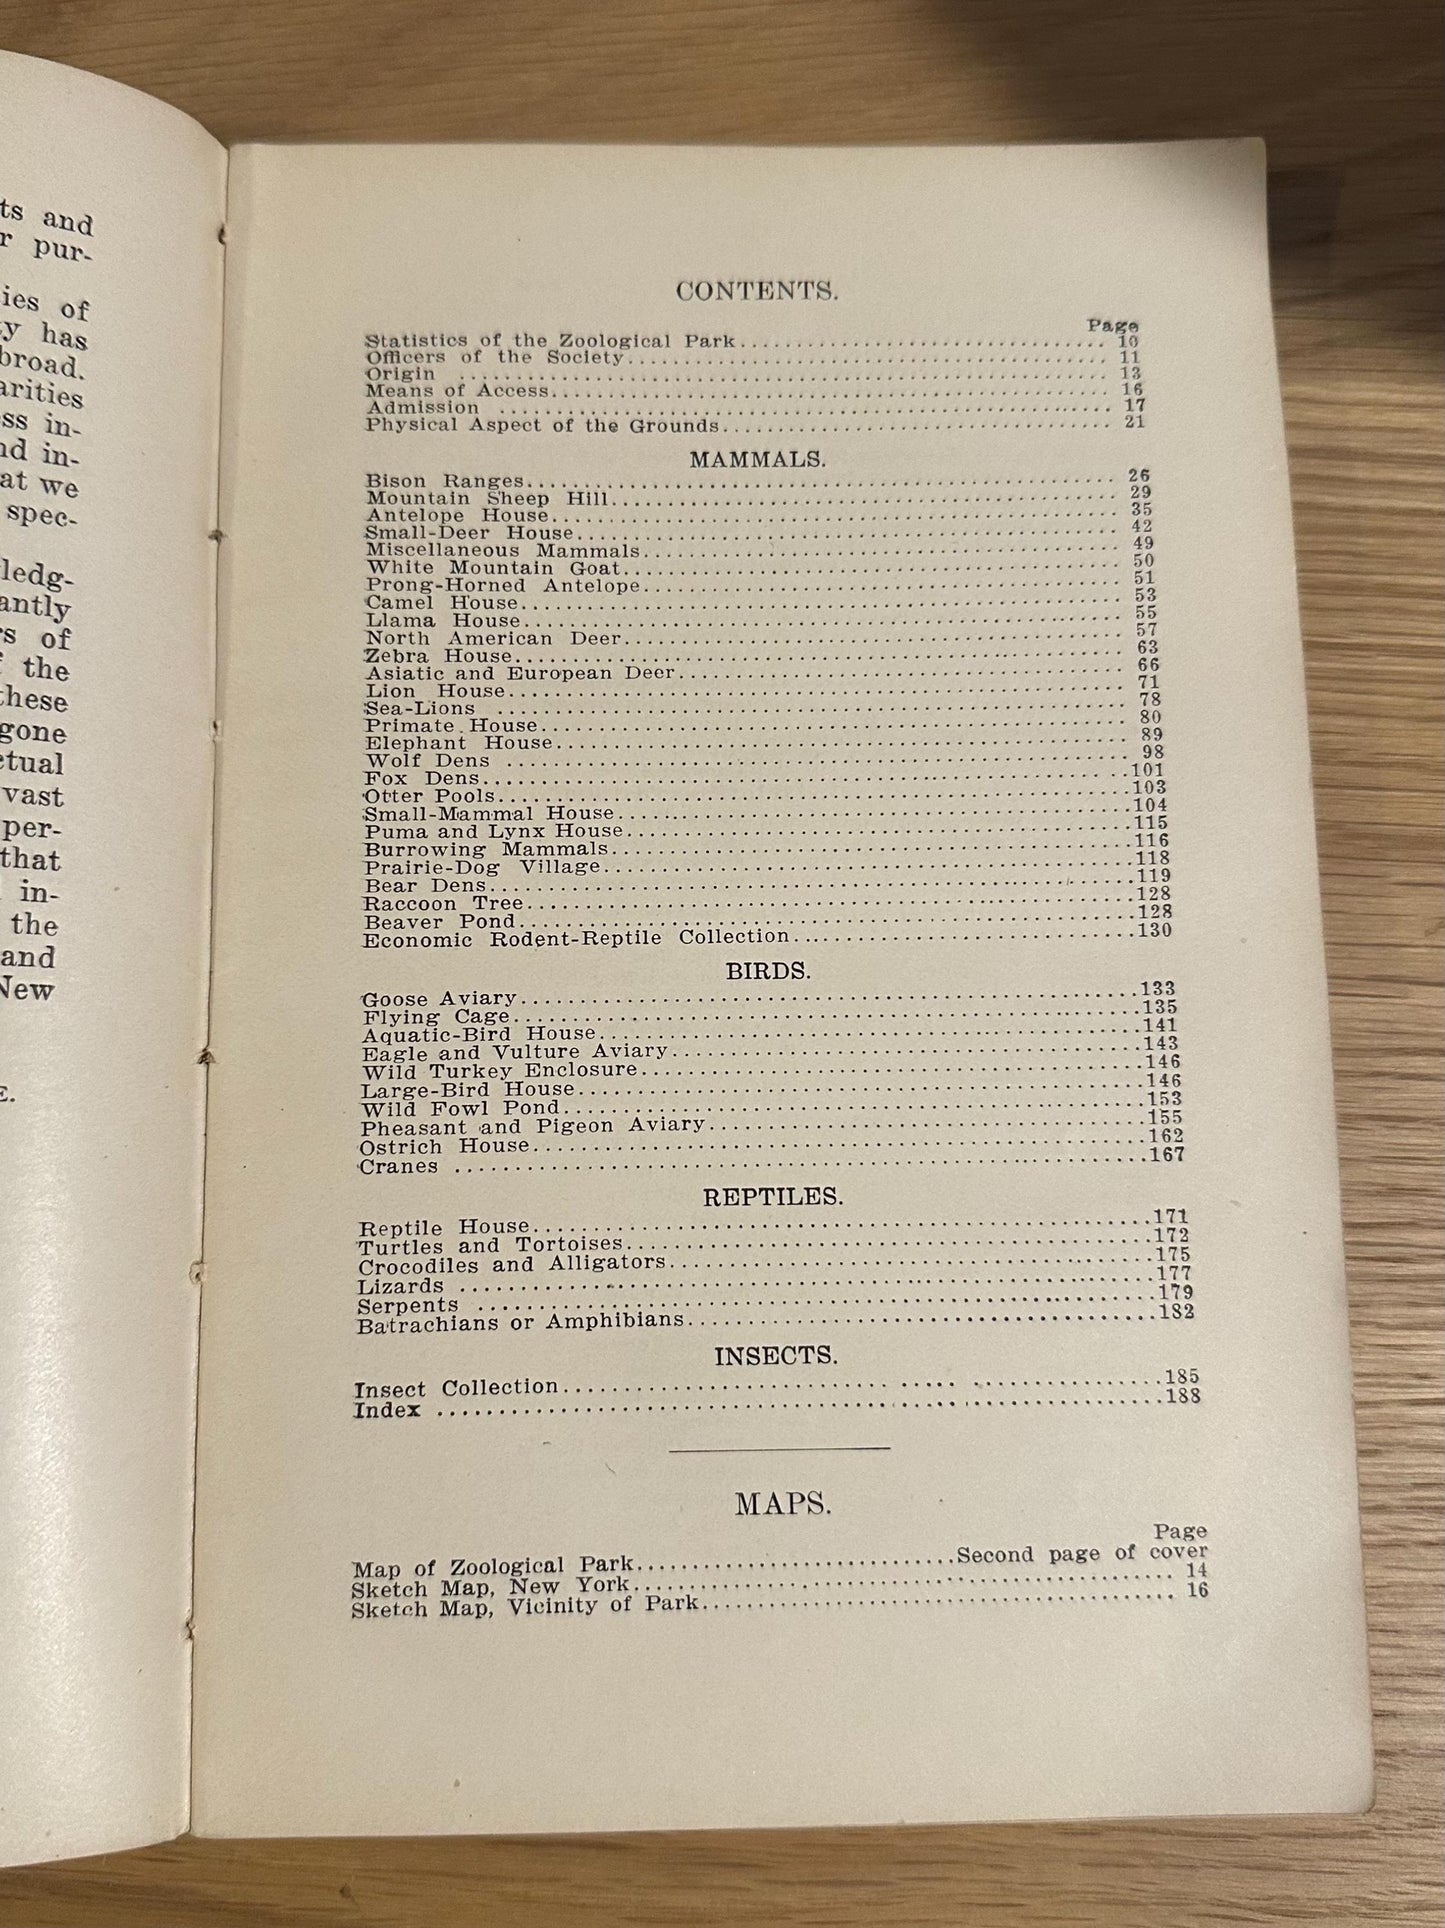 ts and
r pur-
ies of
ty has
broad.
arities
ss in-
nd in-
at we
spec-
ledg-
antly
rs of
f the
these
gone
ctual
vast
per-
that
in-
the
and
New
E.
CONTENTS.
Page
Statistics of the Zoological Park.................................. 10
Officers of the Society.................................. 11
Origin .................................. 13
Means of Access.................................. 16
Admission .................................. 17
Physical Aspect of the Grounds.................................. 21
MAMMALS.
Bison Ranges.................................. 26
Mountain Sheep Hill.................................. 29
Antelope House.................................. 35
Small-Deer House.................................. 42
Miscellaneous Mammals.................................. 49
White Mountain Goat.................................. 50
Prong-Horned Antelope.................................. 51
Camel House.................................. 53
Llama House.................................. 55
North American Deer.................................. 57
Zebra House.................................. 63
Asiatic and European Deer.................................. 66
Lion House.................................. 71
Sea-Lions .................................. 78
Primate House.................................. 80
Elephant House.................................. 89
Wolf Dens .................................. 98
Fox Dens..................................101
Otter Pools..................................103
Small-Mammal House..................................104
Puma and Lynx House..................................115
Burrowing Mammals..................................116
Prairie-Dog Village..................................118
Bear Dens..................................119
Raccoon Tree..................................128
Beaver Pond..................................128
Economic Rodent-Reptile Collection..................................130
BIRDS.
Goose Aviary..................................133
Flying Cage..................................135
Aquatic-Bird House..................................141
Eagle and Vulture Aviary..................................143
Wild Turkey Enclosure..................................146
Large-Bird House..................................146
Wild Fowl Pond..................................153
Pheasant and Pigeon Aviary..................................155
Ostrich House..................................162
Cranes ..................................167
REPTILES.
Reptile House..................................171
Turtles and Tortoises..................................172
Crocodiles and Alligators..................................175
Lizards ..................................177
Serpents ..................................179
Batrachians or Amphibians..................................182
INSECTS.
Insect Collection..................................185
Index ..................................188
MAPS.
Page
Map of Zoological Park............................Second page of cover
Sketch Map, New York.................................. 14
Sketch Map, Vicinity of Park.................................. 16